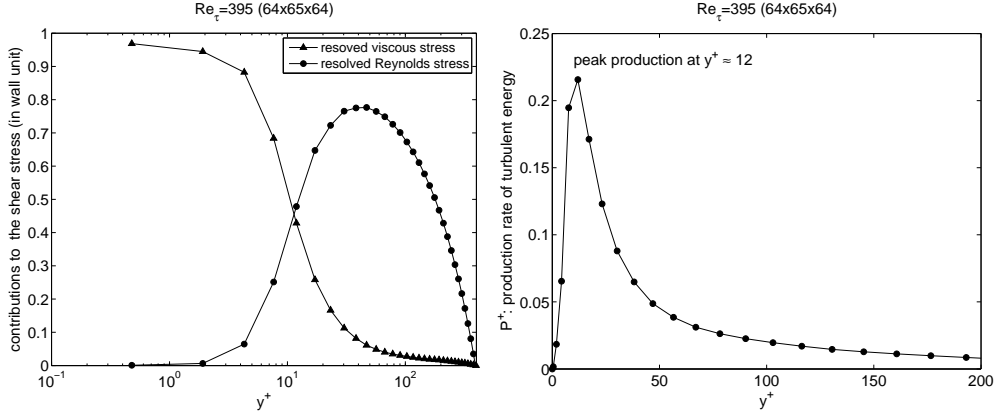 Re_τ=395 (64x65x64)
contributions to the shear stress (in wall unit)
1
0.9
0.8
0.7
0.6
0.5
0.4
0.3
0.2
0.1
0
resoved viscous stress
resolved Reynolds stress
10^−1
10^0
10^1
10^2
y^+
Re_τ=395 (64x65x64)
P^+: production rate of turbulent energy
0.25
0.2
0.15
0.1
0.05
0
peak production at y^+ ≈ 12
0
50
100
150
200
y^+